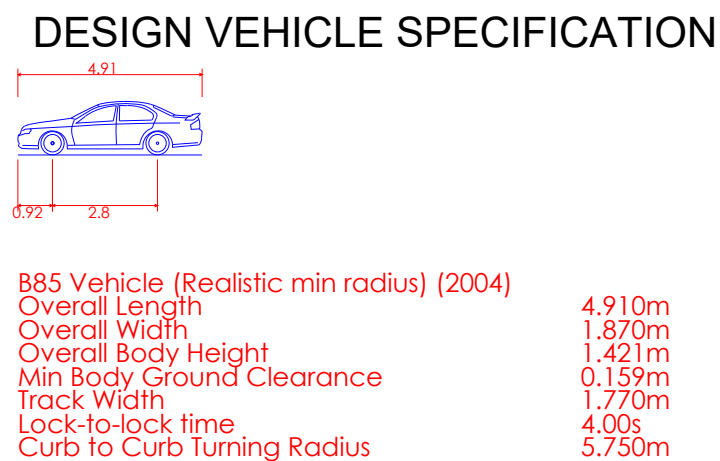 DESIGN VEHICLE SPECIFICATION
4.91
0.92 2.8
B85 Vehicle (Realistic min radius) (2004)
Overall Length 4.910m
Overall Width 1.870m
Overall Body Height 1.421m
Min Body Ground Clearance 0.159m
Track Width 1.770m
Lock-to-lock time 4.00s
Curb to Curb Turning Radius 5.750m